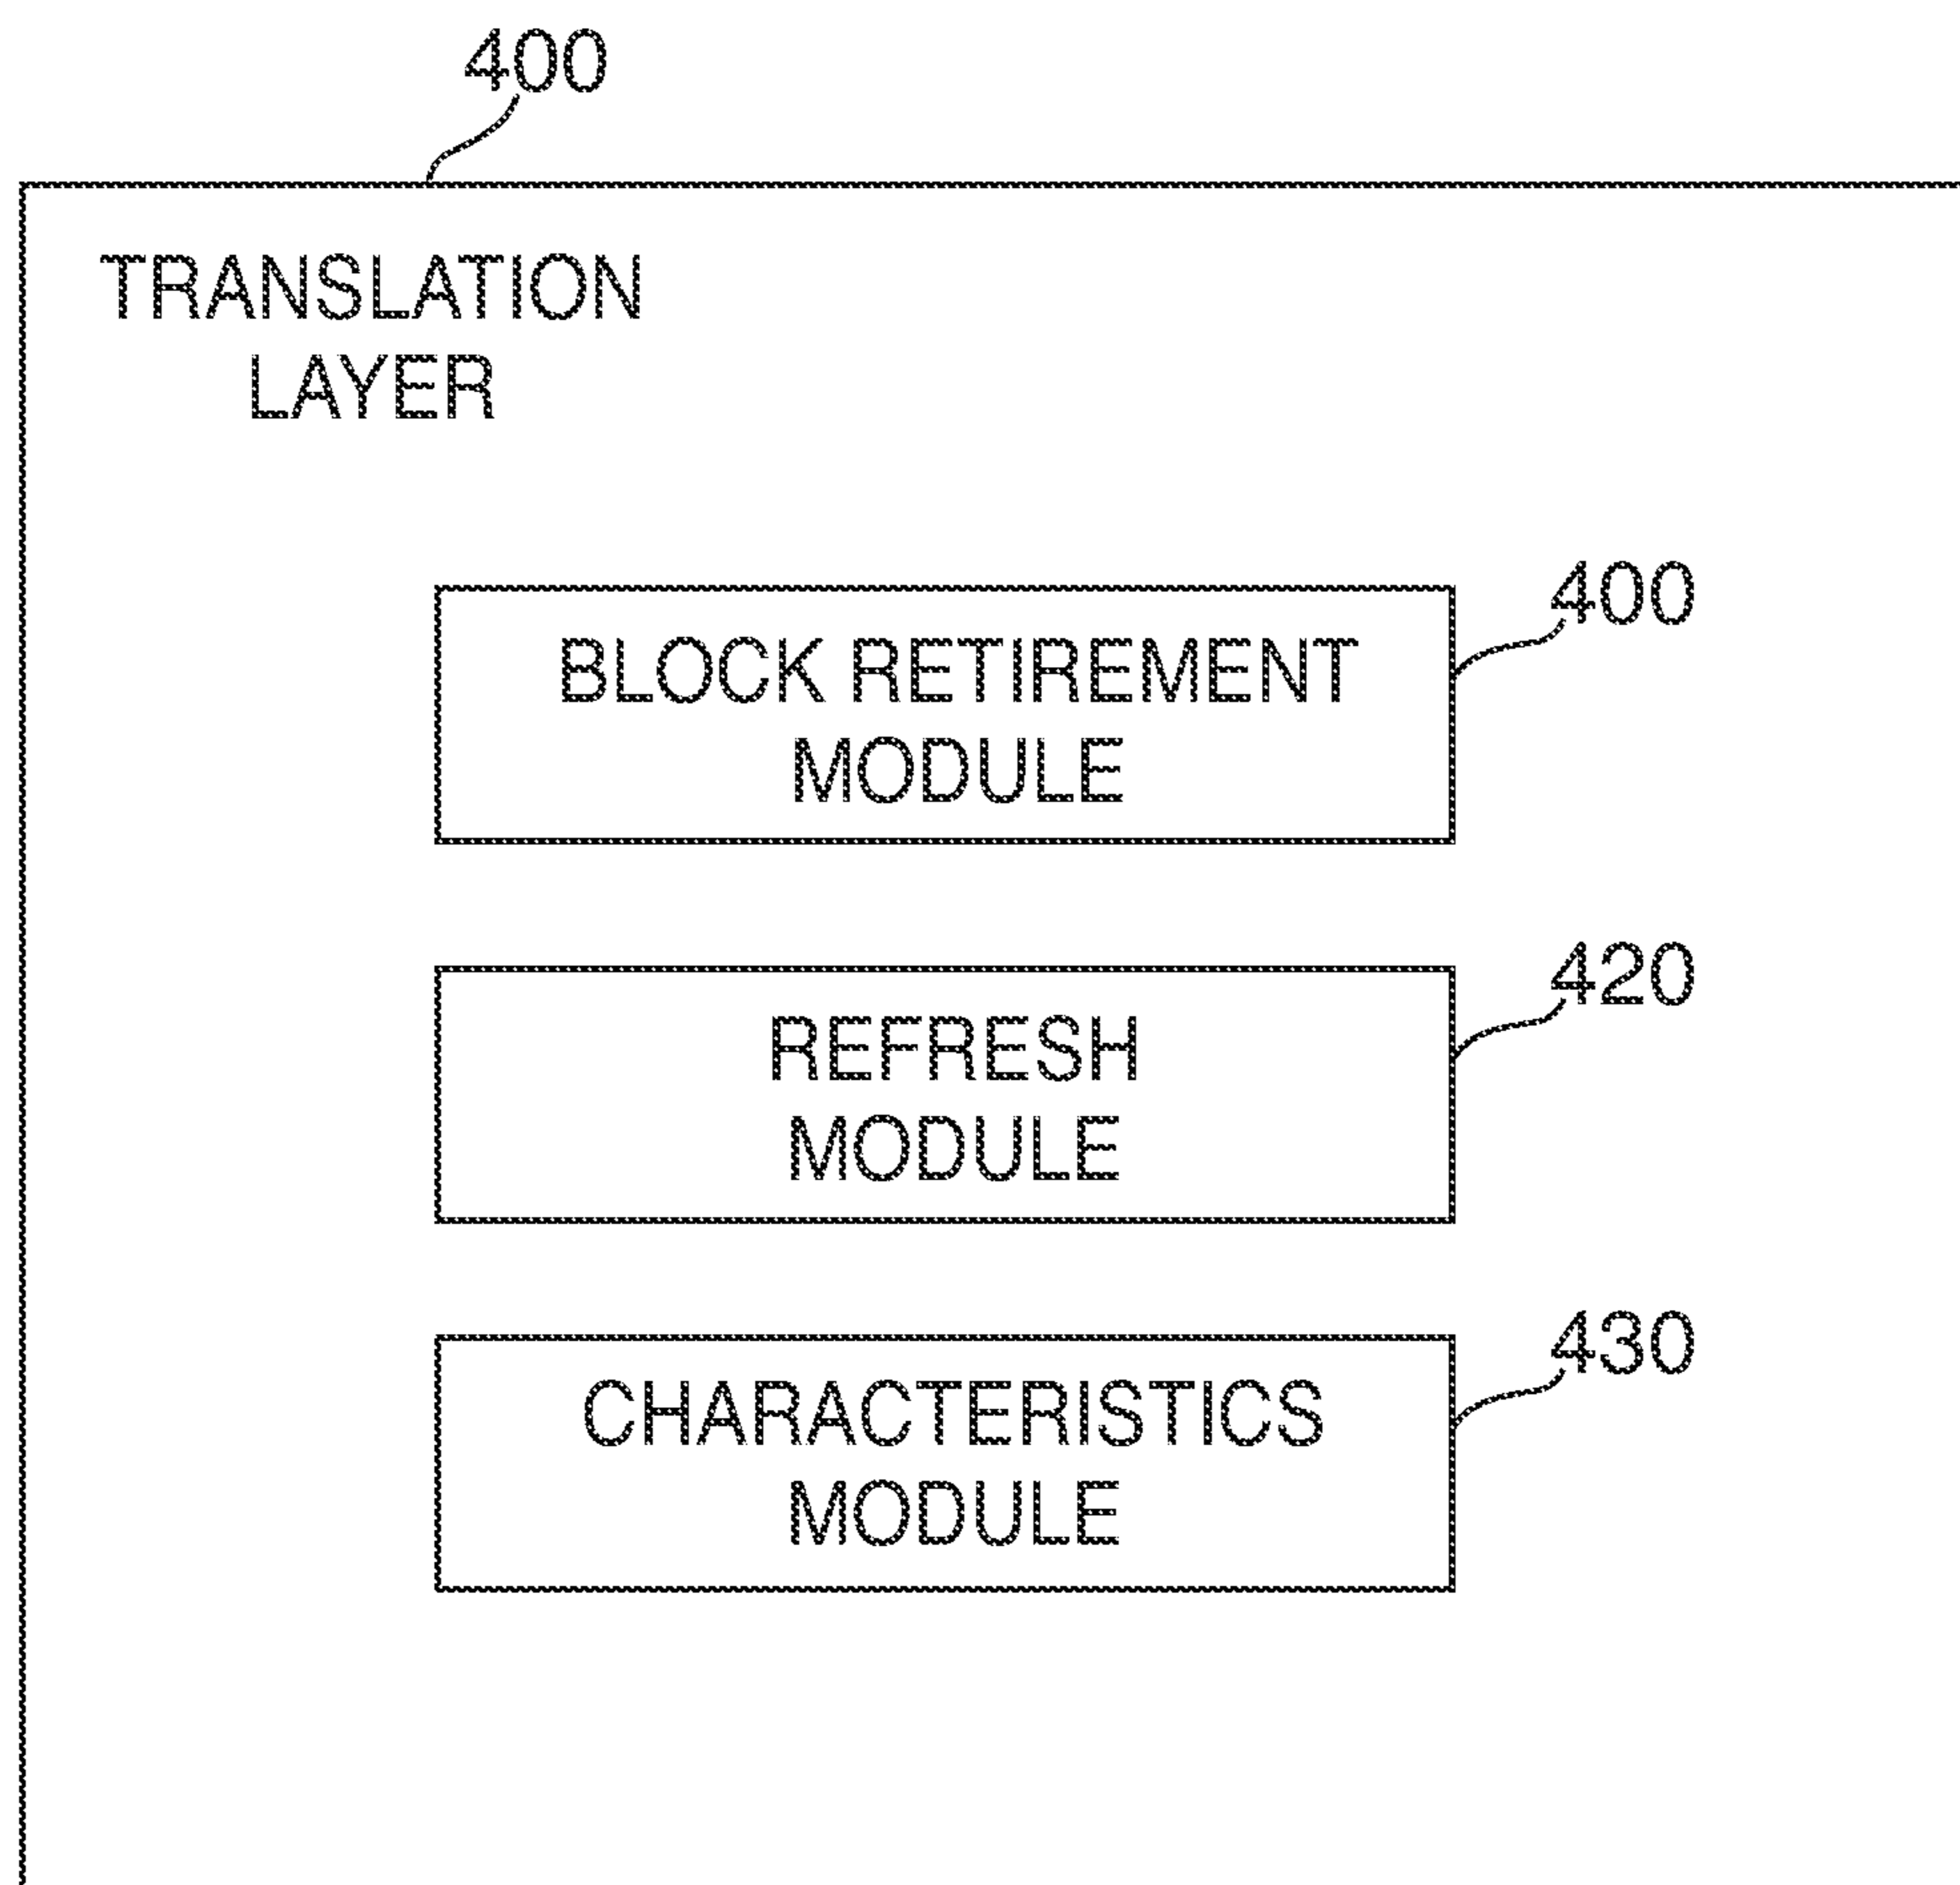 400
TRANSLATION
LAYER
BLOCK RETIREMENT
MODULE
400
REFRESH
MODULE
420
CHARACTERISTICS
MODULE
430